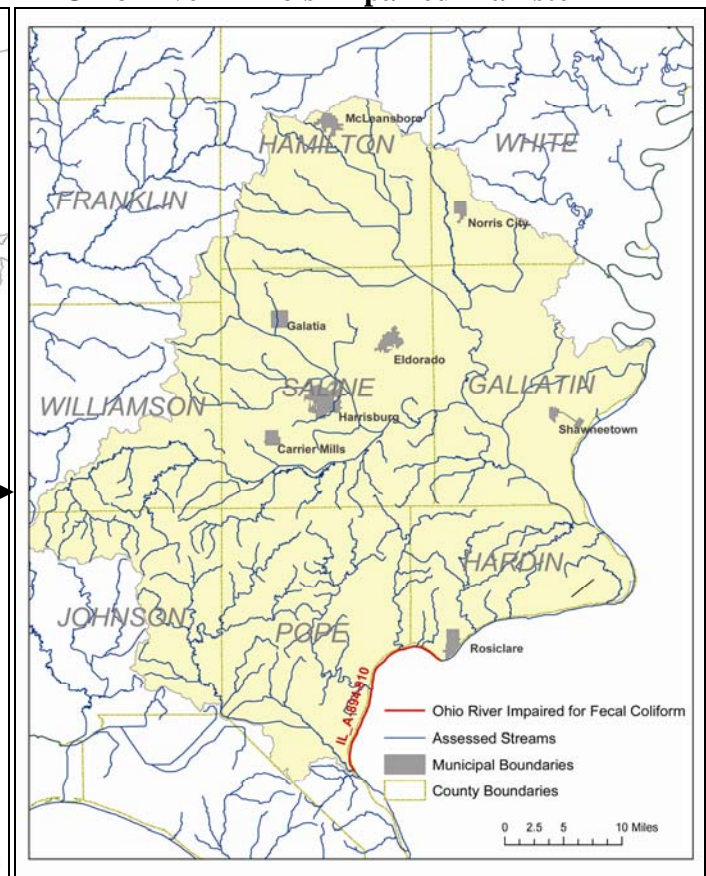 McLeansboro
HAMILTON
WHITE
FRANKLIN
Norris City
Galatia
Eldorado
SALINE
GALLATIN
WILLIAMSON
Harrisburg
Shawneetown
Carrier Mills
HARDIN
JOHNSON
POPE
Rosiclare
IL_A-894-810
Ohio River Impaired for Fecal Coliform
Assessed Streams
Municipal Boundaries
County Boundaries
0 2.5 5 10 Miles